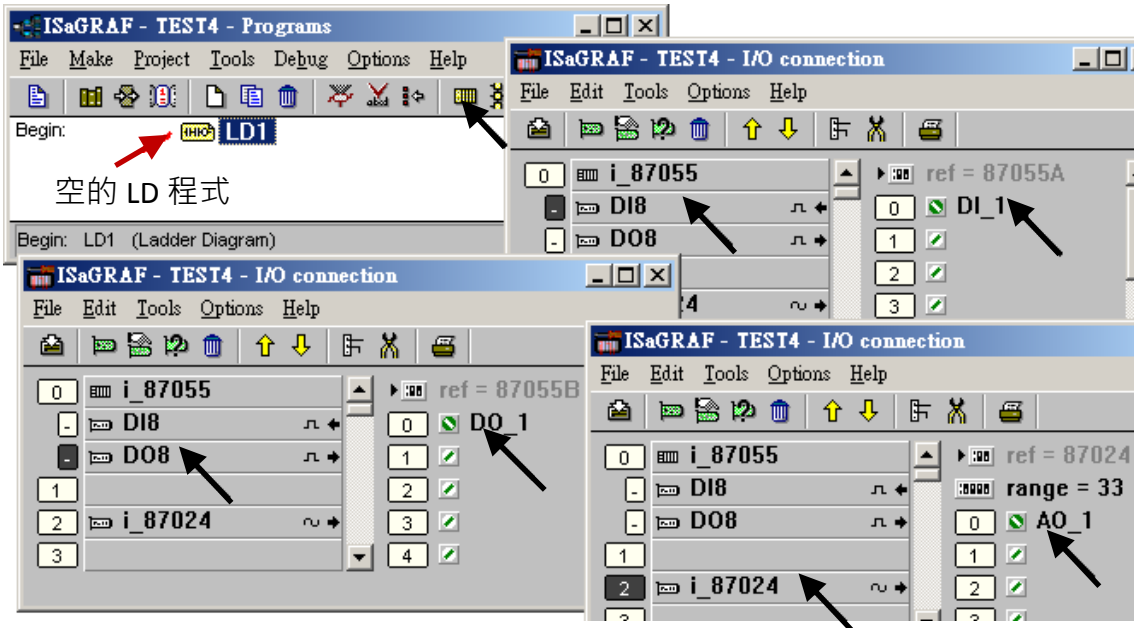 ISaGRAF - TEST4 - Programs
File Make Project Tools Debug Options Help
Begin: LD1
空的 LD 程式
Begin: LD1 (Ladder Diagram)
ISaGRAF - TEST4 - I/O connection
File Edit Tools Options Help
0 i_87055
ref = 87055A
DI8
0 DI_1
DO8
1
2
24
3
ISaGRAF - TEST4 - I/O connection
File Edit Tools Options Help
0 i_87055
ref = 87055B
DI8
0 DO_1
DO8
1
1
2
2 i_87024
3
3
4
ISaGRAF - TEST4 - I/O connection
File Edit Tools Options Help
0 i_87055
ref = 87024
DI8
range = 33
DO8
0 AO_1
1
1
2 i_87024
2
3
3